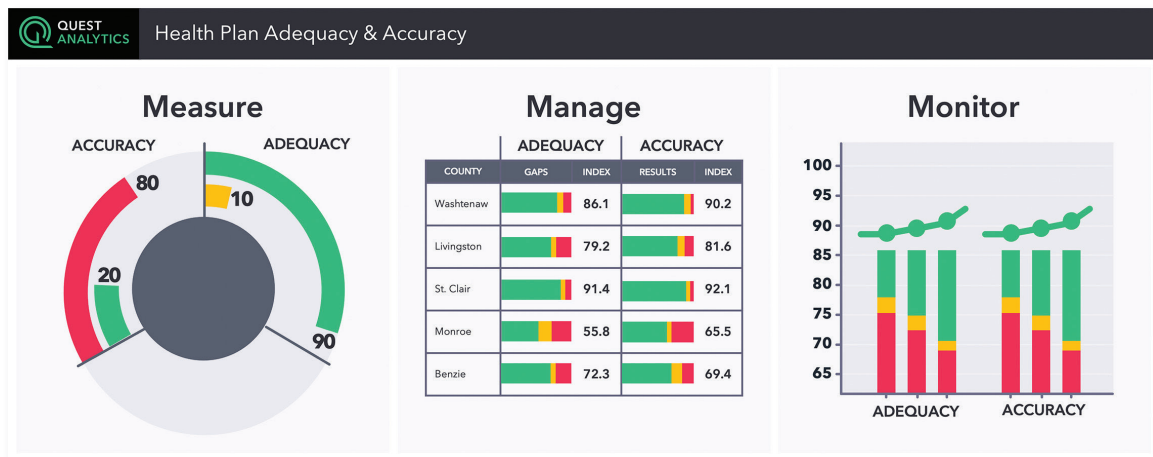 QUEST
ANALYTICS
Health Plan Adequacy & Accuracy
Measure
ACCURACY
ADEQUACY
80
10
20
90
Manage
ADEQUACY ACCURACY
COUNTY GAPS INDEX RESULTS INDEX
Washtenaw 86.1 90.2
Livingston 79.2 81.6
St. Clair 91.4 92.1
Monroe 55.8 65.5
Benzie 72.3 69.4
Monitor
100
95
90
85
80
75
70
65
ADEQUACY ACCURACY